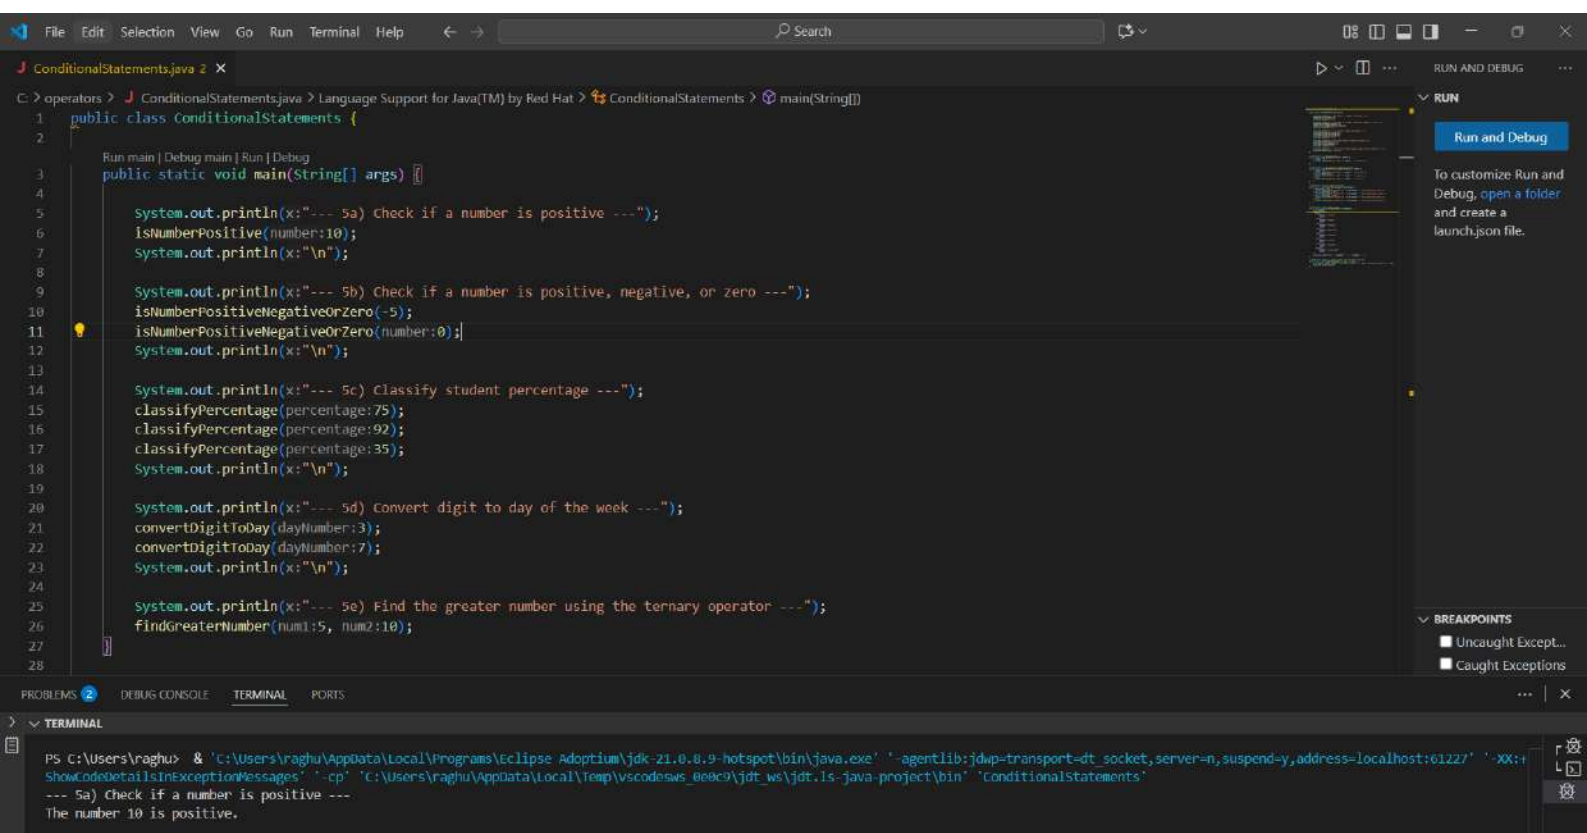 File Edit Selection View Go Run Terminal Help
Search
ConditionalStatements.java 2
RUN AND DEBUG
C: > operators > J ConditionalStatements.java > Language Support for Java(TM) by Red Hat > ConditionalStatements > main(String[])
RUN
1 public class ConditionalStatements {
2
Run main | Debug main | Run | Debug
3 public static void main(String[] args) {
4
5 System.out.println(x:"--- 5a) Check if a number is positive ---");
6 isNumberPositive(number:10);
7 System.out.println(x:"\n");
8
9 System.out.println(x:"--- 5b) Check if a number is positive, negative, or zero ---");
10 isNumberPositiveNegativeOrZero(-5);
11 isNumberPositiveNegativeOrZero(number:0);
12 System.out.println(x:"\n");
13
14 System.out.println(x:"--- 5c) Classify student percentage ---");
15 classifyPercentage(percentage:75);
16 classifyPercentage(percentage:92);
17 classifyPercentage(percentage:35);
18 System.out.println(x:"\n");
19
20 System.out.println(x:"--- 5d) Convert digit to day of the week ---");
21 convertDigitToDay(dayNumber:3);
22 convertDigitToDay(dayNumber:7);
23 System.out.println(x:"\n");
24
25 System.out.println(x:"--- 5e) Find the greater number using the ternary operator ---");
26 findGreaterNumber(num1:5, num2:10);
27 }
28
Run and Debug
To customize Run and
Debug, open a folder
and create a
launch.json file.
BREAKPOINTS
Uncaught Except...
Caught Exceptions
PROBLEMS 2 DEBUG CONSOLE TERMINAL PORTS
TERMINAL
PS C:\Users\raghu> & 'C:\Users\raghu\AppData\Local\Programs\Eclipse Adoptium\jdk-21.0.8.9-hotspot\bin\java.exe' '-agentlib:jdwp=transport=dt_socket,server=n,suspend=y,address=localhost:61227' '-XX:+
ShowCodeDetailsInExceptionMessages' '-cp' 'C:\Users\raghu\AppData\Local\Temp\vscodesws_0e0c9\jdt_ws\jdt.ls-java-project\bin' 'ConditionalStatements'
--- 5a) Check if a number is positive ---
The number 10 is positive.